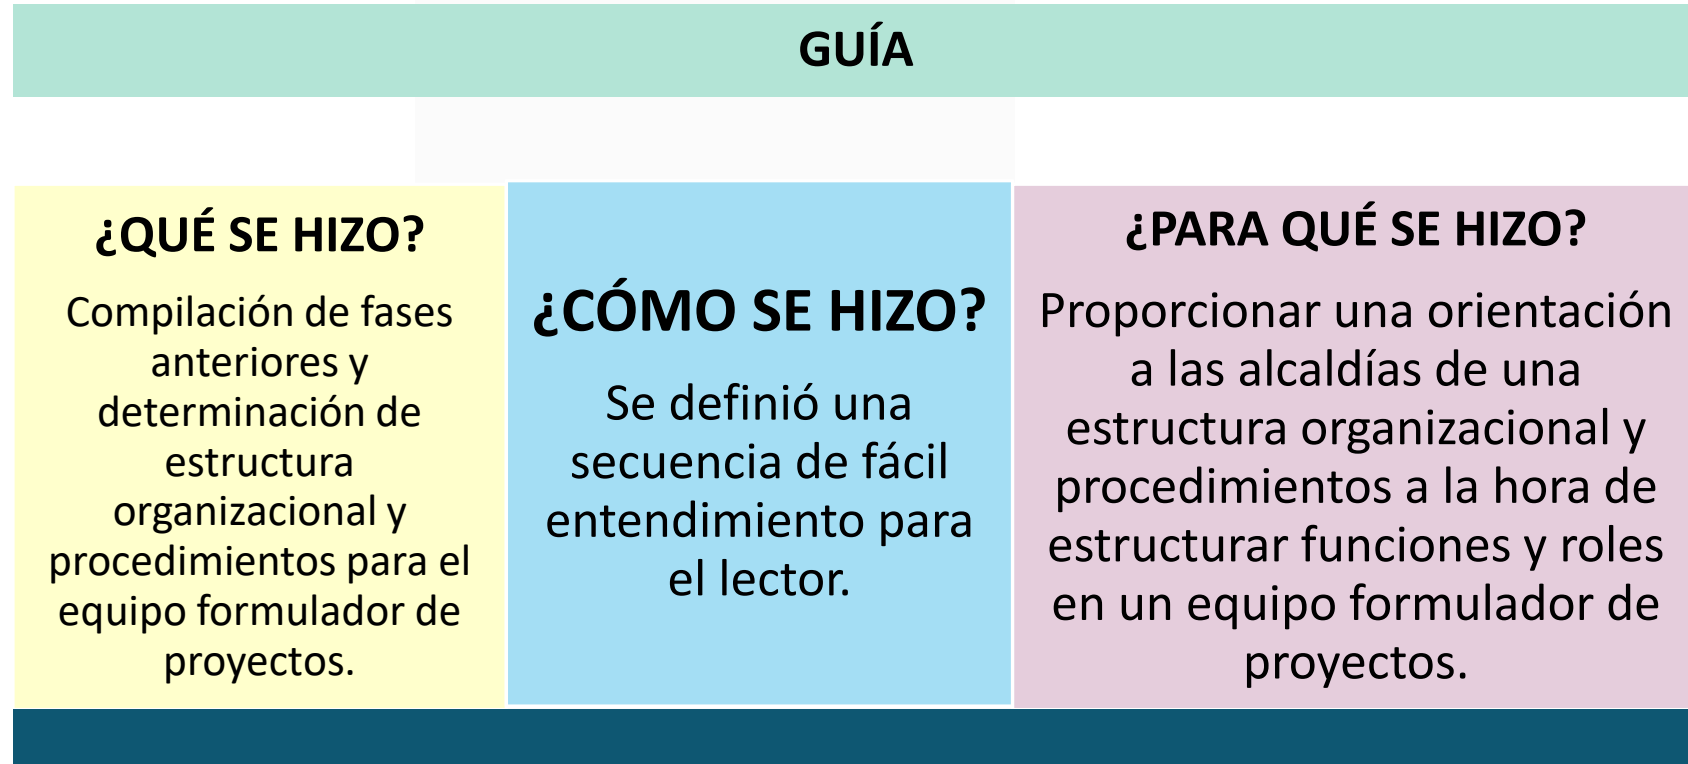 GUÍA
¿QUÉ SE HIZO?
Compilación de fases
anteriores y
determinación de
estructura
organizacional y
procedimientos para el
equipo formulador de
proyectos.
¿CÓMO SE HIZO?
Se definió una
secuencia de fácil
entendimiento para
el lector.
¿PARA QUÉ SE HIZO?
Proporcionar una orientación
a las alcaldías de una
estructura organizacional y
procedimientos a la hora de
estructurar funciones y roles
en un equipo formulador de
proyectos.